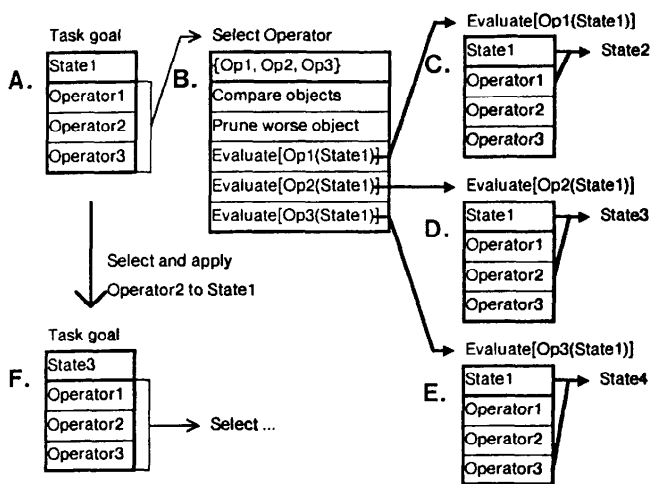 Task goal
A.
State1
Operator1
Operator2
Operator3
Select Operator
B.
{Op1, Op2, Op3}
Compare objects
Prune worse object
Evaluate[Op1(State1)]
Evaluate[Op2(State1)]
Evaluate[Op3(State1)]
Evaluate[Op1(State1)]
C.
State1
State2
Operator1
Operator2
Operator3
Evaluate[Op2(State1)]
D.
State1
State3
Operator1
Operator2
Operator3
Evaluate[Op3(State1)]
E.
State1
State4
Operator1
Operator2
Operator3
Select and apply
Operator2 to State1
Task goal
F.
State3
Operator1
Operator2
Operator3
Select ...